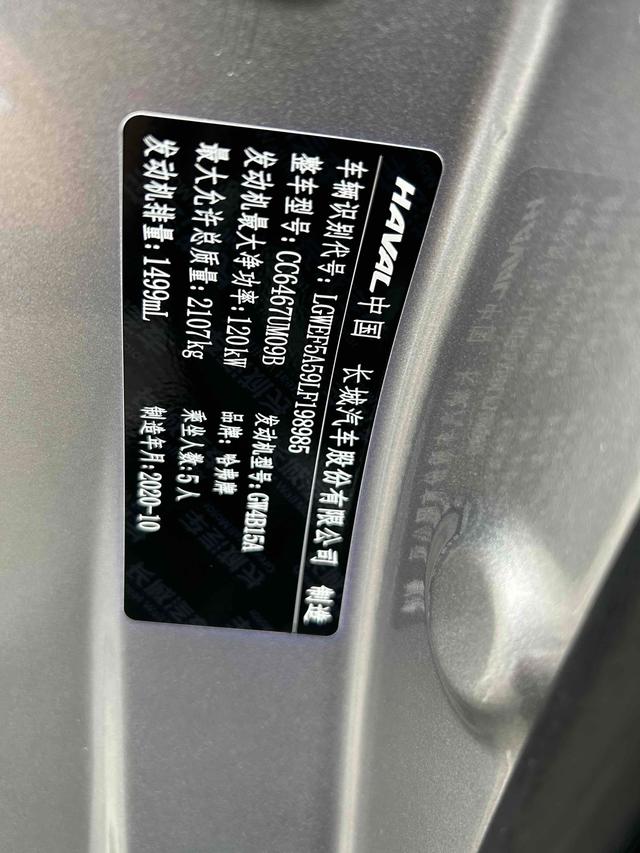 HAVAL 中国 长城汽车股份有限公司 制造
车辆识别代号: LGWEF5A59LF198985
整车型号: CC6467UM09B 发动机型号: GW4B15A
发动机最大净功率: 120kW 品牌: 哈弗牌
最大允许总质量: 2107kg 乘坐人数: 5人
发动机排量: 1499mL 制造年月: 2020-10